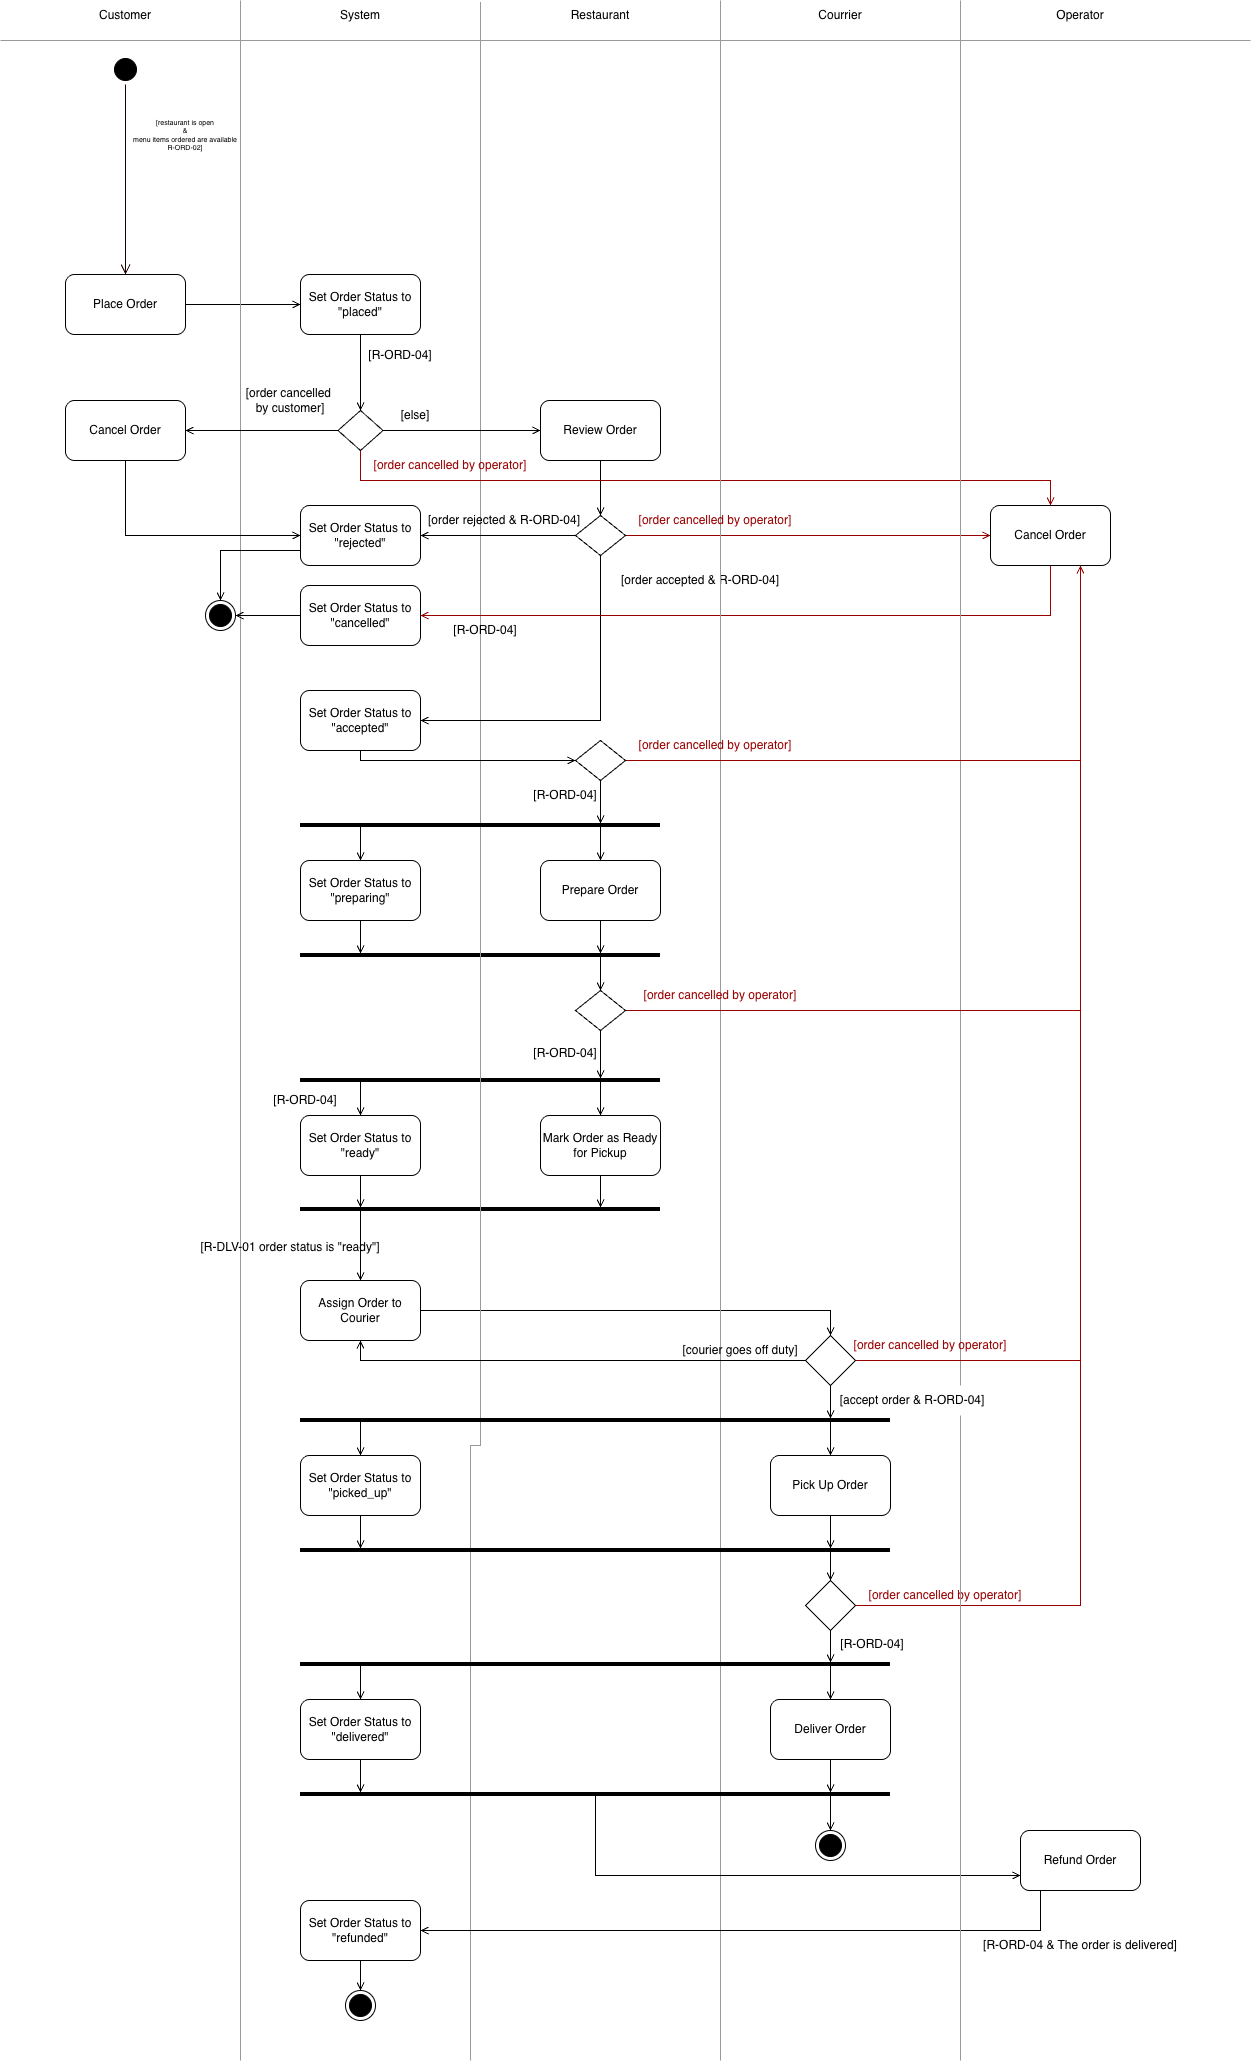 Customer
System
Restaurant
Courrier
Operator
[restaurant is open
&
menu items ordered are available
R-ORD-02]
Place Order
Set Order Status to
"placed"
[R-ORD-04]
[order cancelled
by customer]
[else]
Cancel Order
Review Order
[order cancelled by operator]
Set Order Status to
"rejected"
[order rejected & R-ORD-04]
[order cancelled by operator]
Cancel Order
[order accepted & R-ORD-04]
Set Order Status to
"cancelled"
[R-ORD-04]
Set Order Status to
"accepted"
[order cancelled by operator]
[R-ORD-04]
Set Order Status to
"preparing"
Prepare Order
[order cancelled by operator]
[R-ORD-04]
[R-ORD-04]
Set Order Status to
"ready"
Mark Order as Ready
for Pickup
[R-DLV-01 order status is "ready"]
Assign Order to
Courier
[courier goes off duty]
[order cancelled by operator]
[accept order & R-ORD-04]
Set Order Status to
"picked_up"
Pick Up Order
[order cancelled by operator]
[R-ORD-04]
Set Order Status to
"delivered"
Deliver Order
Refund Order
Set Order Status to
"refunded"
[R-ORD-04 & The order is delivered]